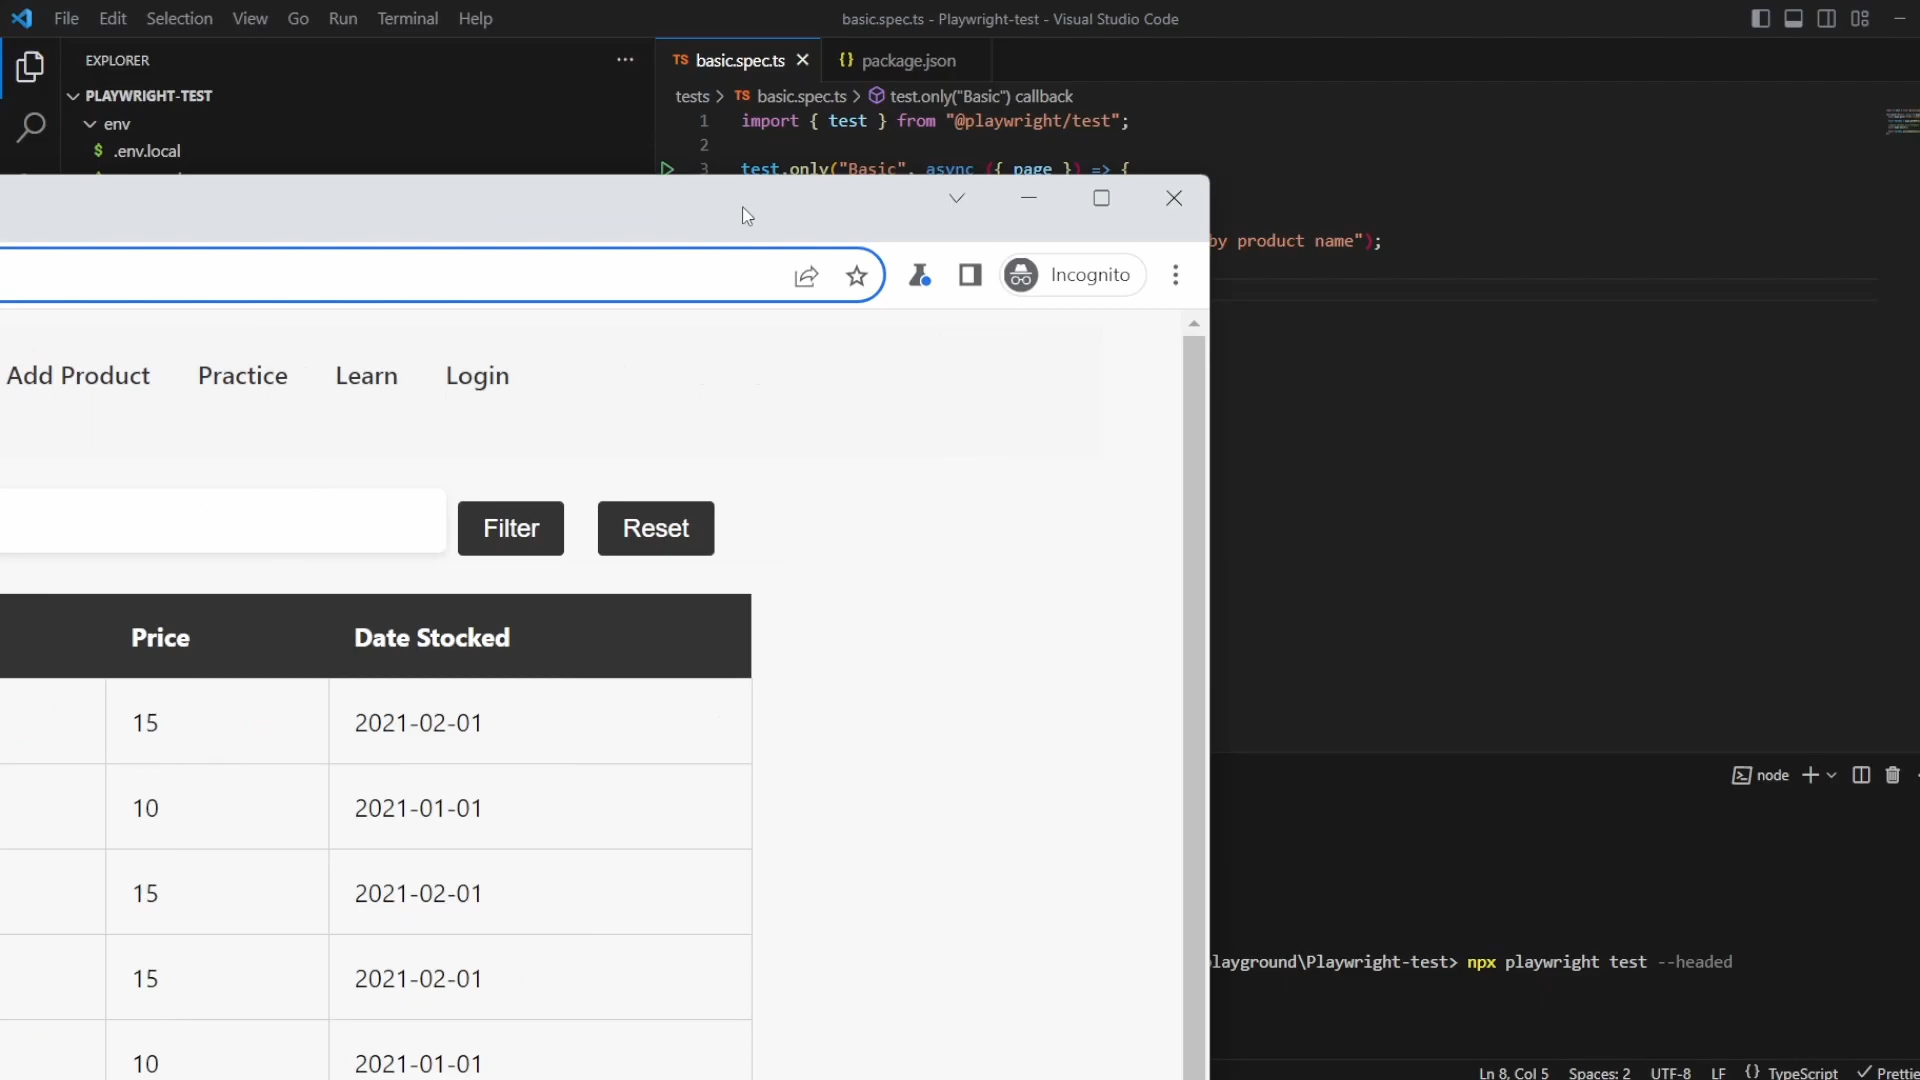 File Edit Selection View Go Run Terminal Help
basic.spec.ts - Playwright-test - Visual Studio Code
EXPLORER
PLAYWRIGHT-TEST
env
$ .env.local
TS basic.spec.ts
{} package.json
tests > TS basic.spec.ts > test.only("Basic") callback
1 import { test } from "@playwright/test";
2
3 test.only("Basic", async ({ page }) => {
by product name");
Incognito
Add Product Practice Learn Login
Filter Reset
Price Date Stocked
15 2021-02-01
10 2021-01-01
15 2021-02-01
15 2021-02-01
10 2021-01-01
node
layground\Playwright-test> npx playwright test --headed
Ln 8, Col 5 Spaces: 2 UTF-8 LF {} TypeScript Prettie